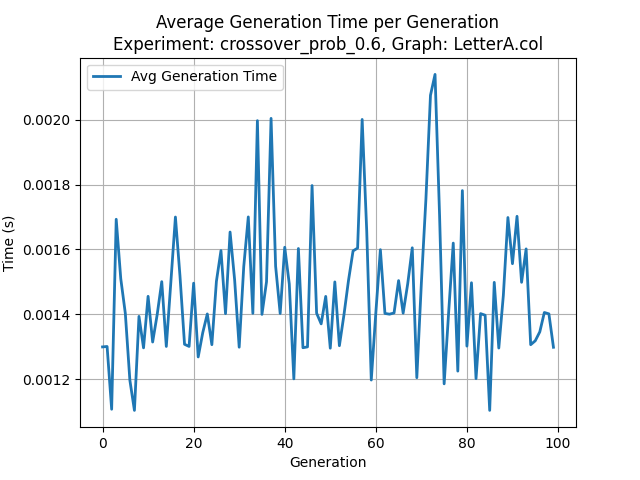 Average Generation Time per Generation
Experiment: crossover_prob_0.6, Graph: LetterA.col
Avg Generation Time
0.0020
0.0018
0.0016
0.0014
0.0012
Time (s)
0 20 40 60 80 100
Generation